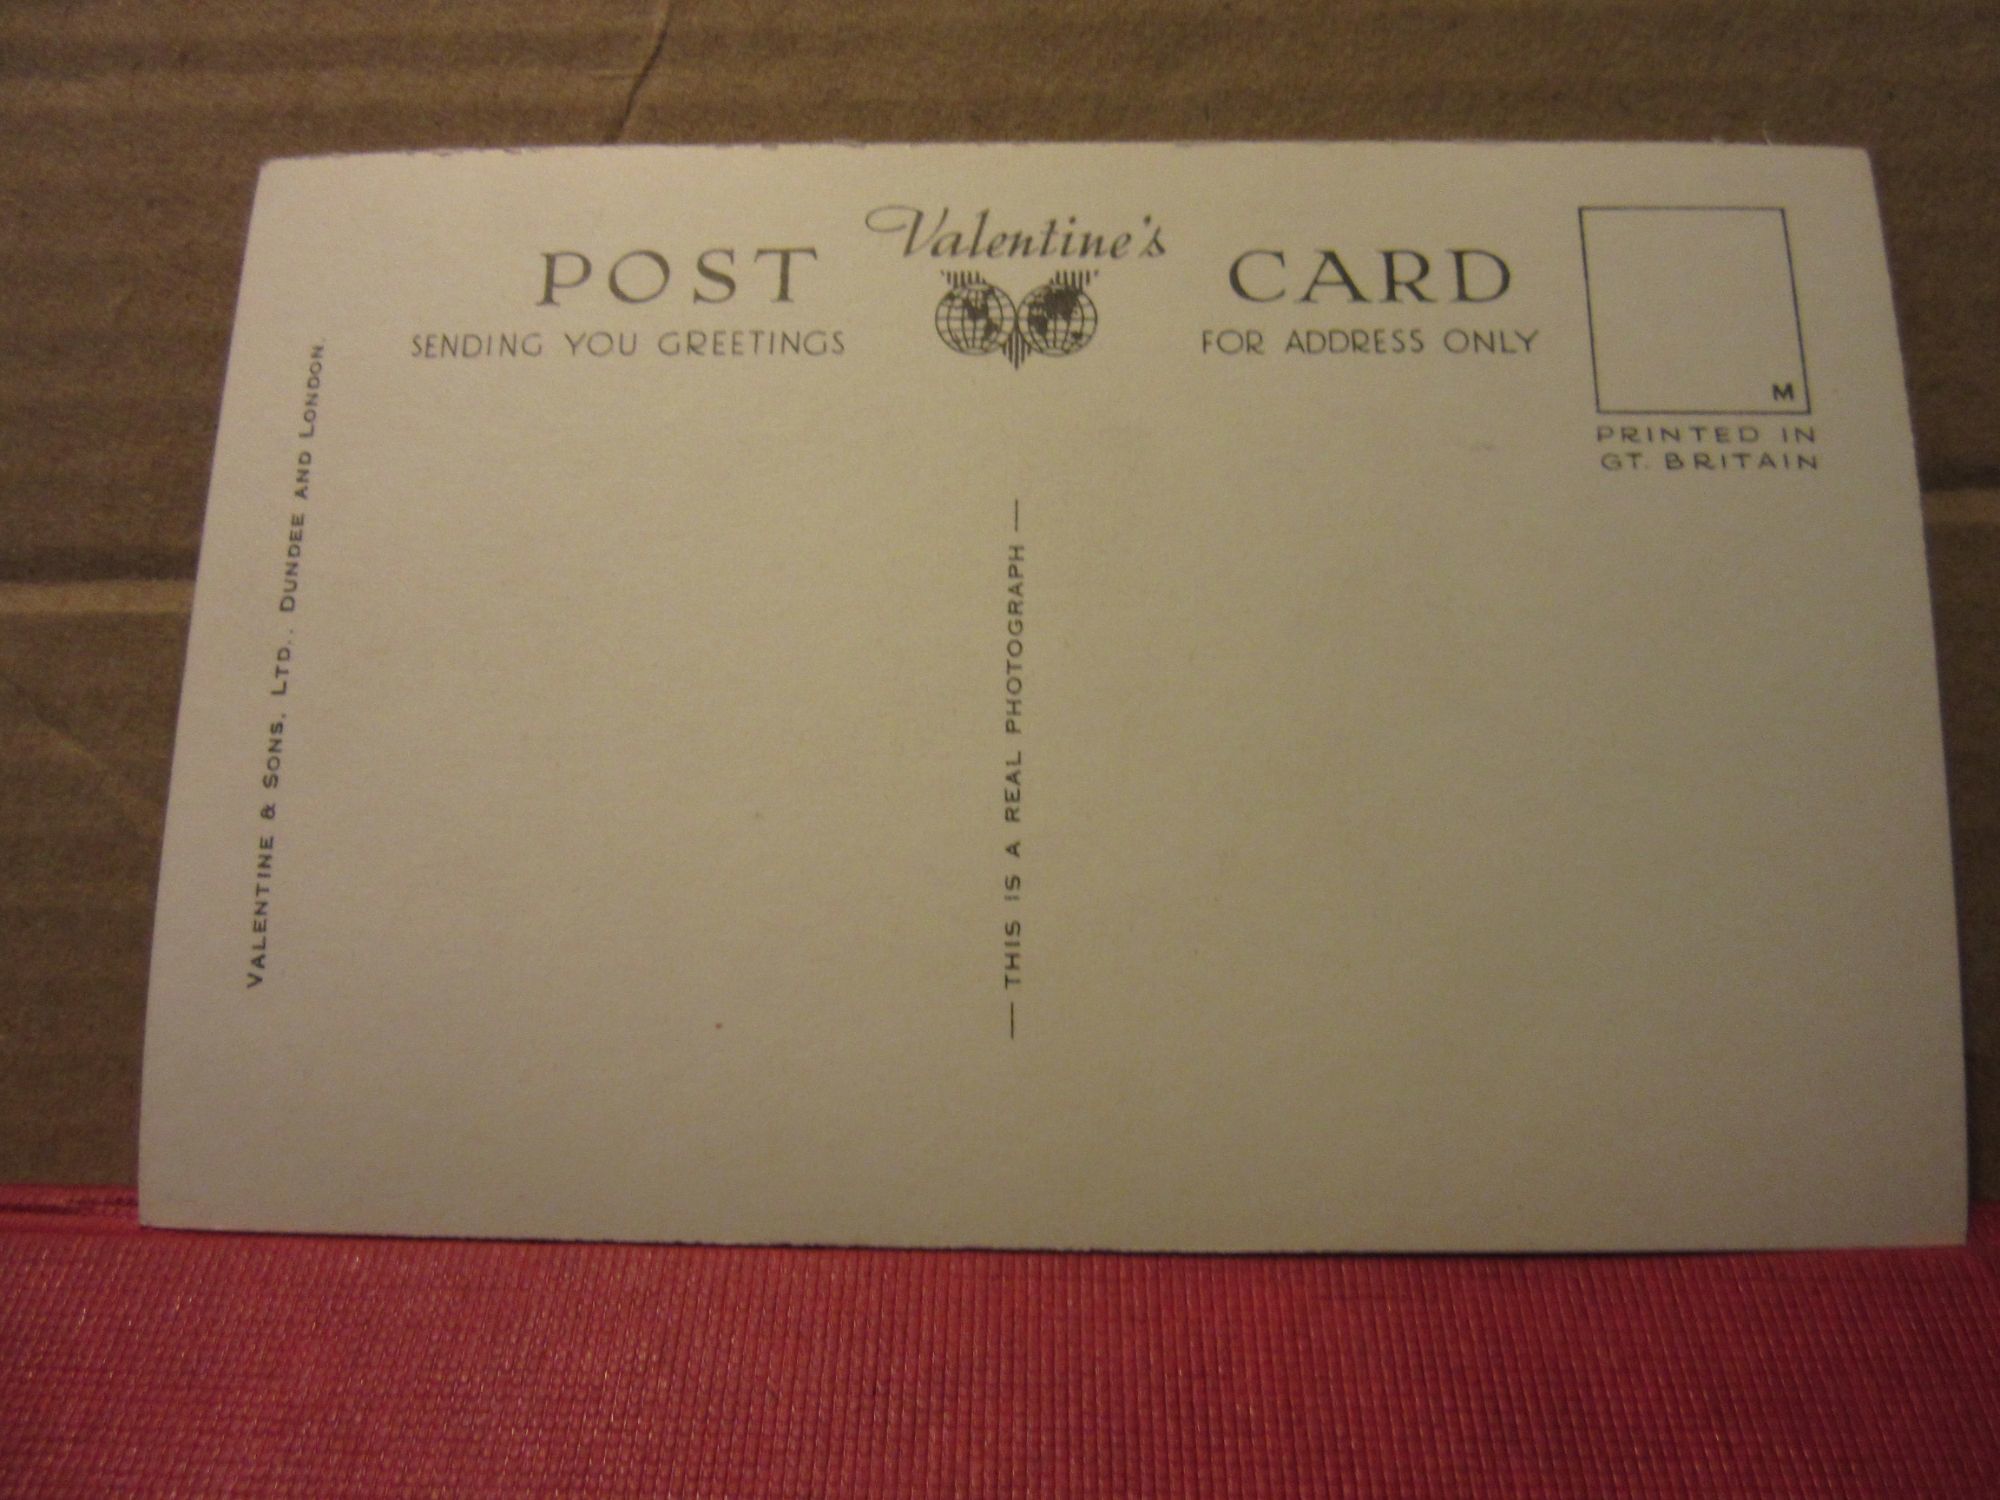 Valentine's
POST CARD
SENDING YOU GREETINGS
FOR ADDRESS ONLY
M
PRINTED IN
GT. BRITAIN
VALENTINE & SONS, LTD., DUNDEE AND LONDON.
— THIS IS A REAL PHOTOGRAPH —